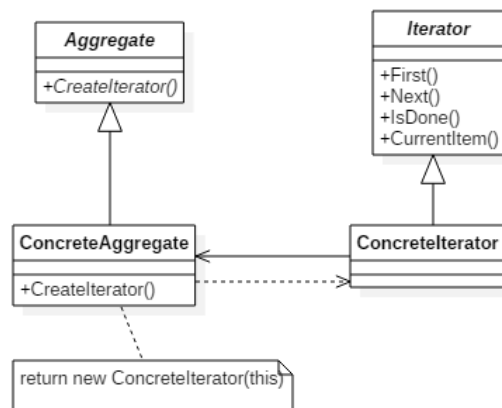 Aggregate
+CreateIterator()
Iterator
+First()
+Next()
+IsDone()
+CurrentItem()
ConcreteAggregate
+CreateIterator()
ConcreteIterator
return new ConcreteIterator(this)